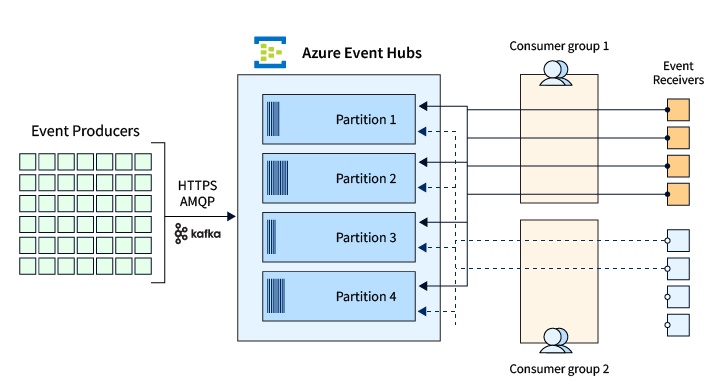 Azure Event Hubs
Consumer group 1
Event
Receivers
Event Producers
HTTPS
AMQP
kafka
Partition 1
Partition 2
Partition 3
Partition 4
Consumer group 2